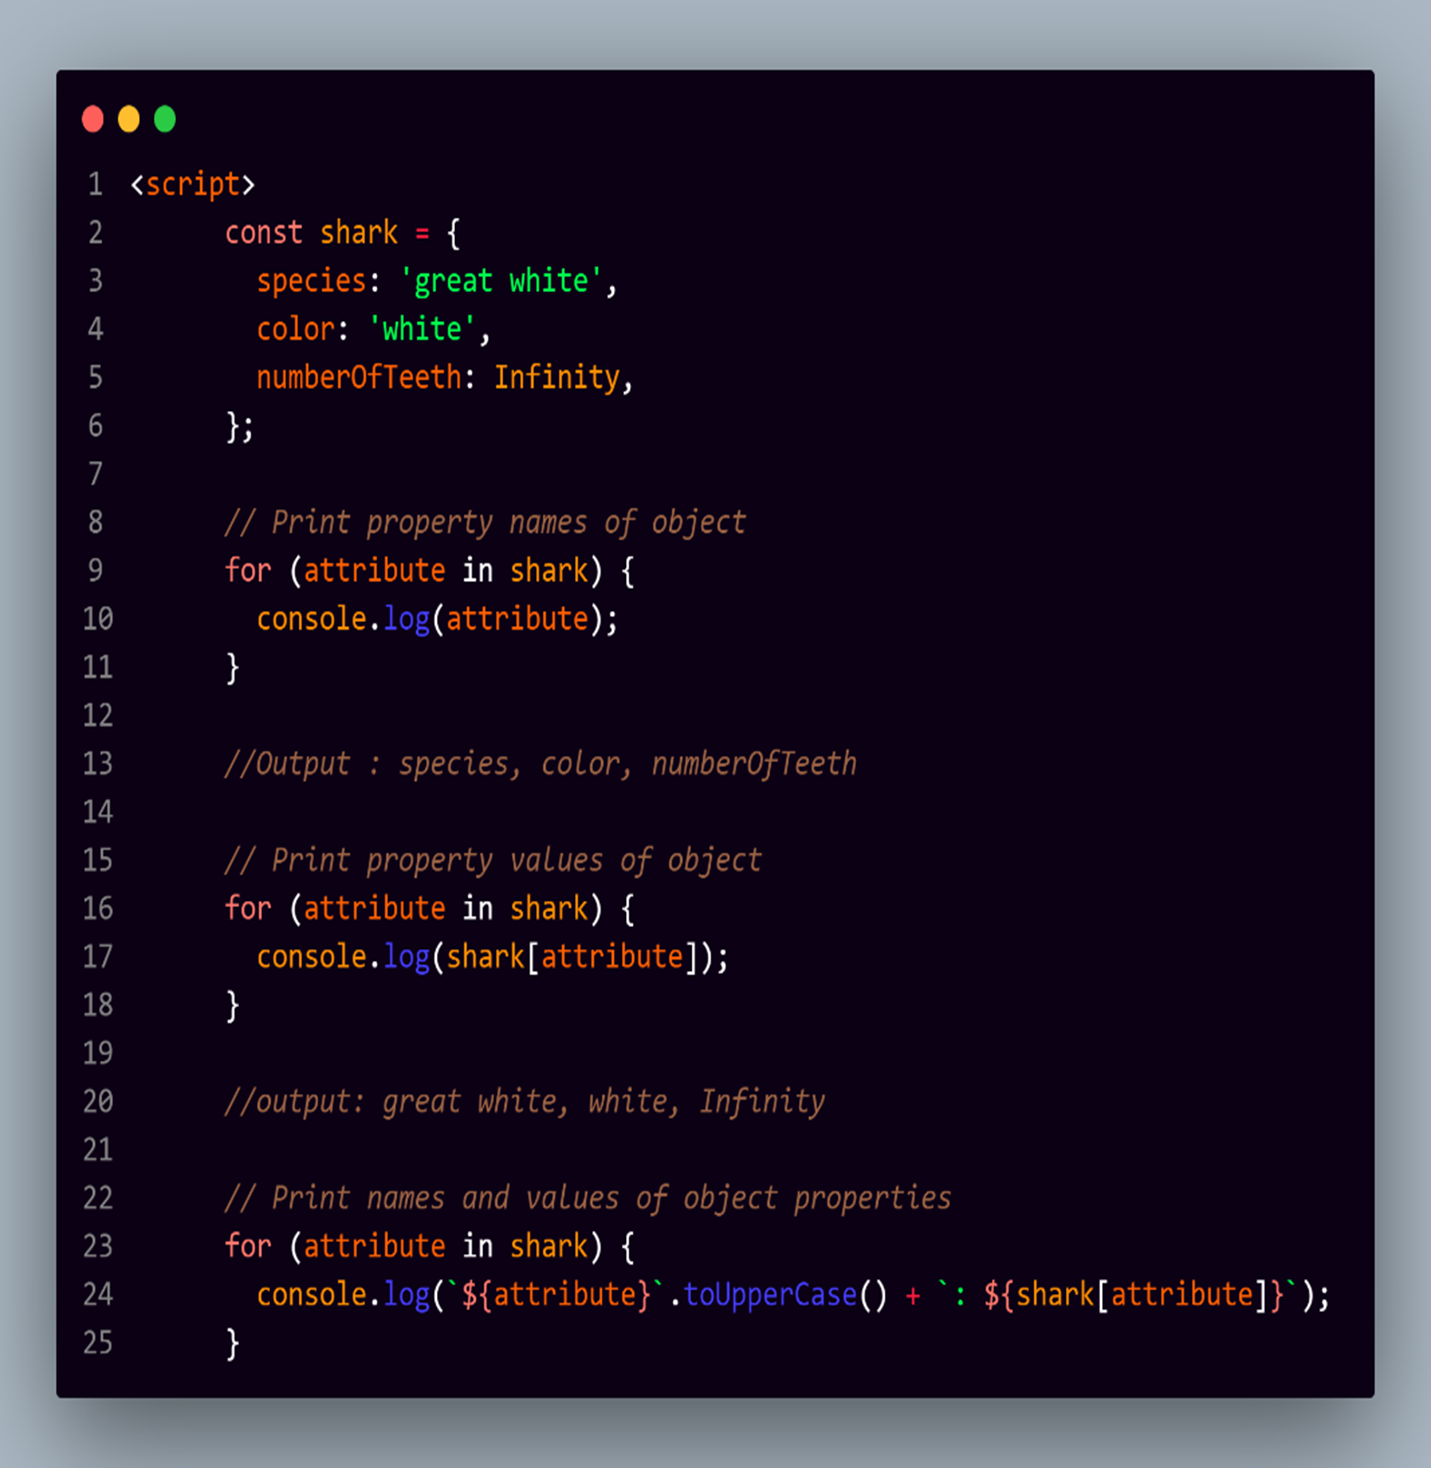 1 <script>
2       const shark = {
3         species: 'great white',
4         color: 'white',
5         numberOfTeeth: Infinity,
6       };
7
8       // Print property names of object
9       for (attribute in shark) {
10        console.log(attribute);
11      }
12
13      //Output : species, color, numberOfTeeth
14
15      // Print property values of object
16      for (attribute in shark) {
17        console.log(shark[attribute]);
18      }
19
20      //output: great white, white, Infinity
21
22      // Print names and values of object properties
23      for (attribute in shark) {
24        console.log(`${attribute}`.toUpperCase() + `: ${shark[attribute]}`);
25      }